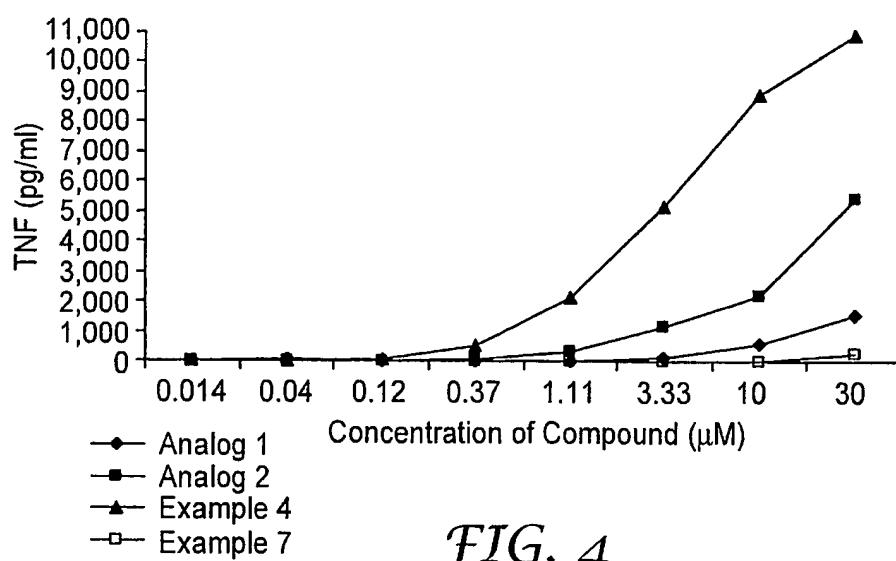 11,000
10,000
9,000
8,000
7,000
6,000
5,000
4,000
3,000
2,000
1,000
0
TNF (pg/ml)
0.014 0.04 0.12 0.37 1.11 3.33 10 30
Concentration of Compound (μM)
Analog 1
Analog 2
Example 4
Example 7
FIG. 4